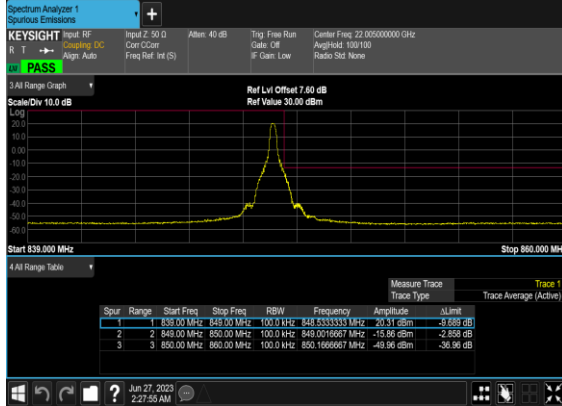 Spectrum Analyzer 1
Spurious Emissions
+
KEYSIGHT Input: RF Input Z: 50 Ω Atten: 40 dB Trig: Free Run Center Freq: 22.005000000 GHz
R T Coupling: DC Corr CCorr Gate: Off Avg|Hold: 100/100
Align: Auto Freq Ref: Int (S) IF Gain: Low Radio Std: None
PASS
3 All Range Graph
Ref Lvl Offset 7.60 dB
Scale/Div 10.0 dB Ref Value 30.00 dBm
Log
20.0
10.0
0.00
-10.0
-20.0
-30.0
-40.0
-50.0
-60.0
Start 839.000 MHz Stop 860.000 MH
4 All Range Table
Measure Trace Trace 1
Trace Type Trace Average (Active)
Spur Range Start Freq Stop Freq RBW Frequency Amplitude ΔLimit
1 1 839.00 MHz 849.00 MHz 100.0 kHz 848.5333333 MHz 20.31 dBm -9.689 dB
2 2 849.00 MHz 850.00 MHz 100.0 kHz 849.0016667 MHz -15.86 dBm -2.858 dB
3 3 850.00 MHz 860.00 MHz 100.0 kHz 850.1666667 MHz -49.96 dBm -36.96 dB
? Jun 27, 2023
2:27:55 AM